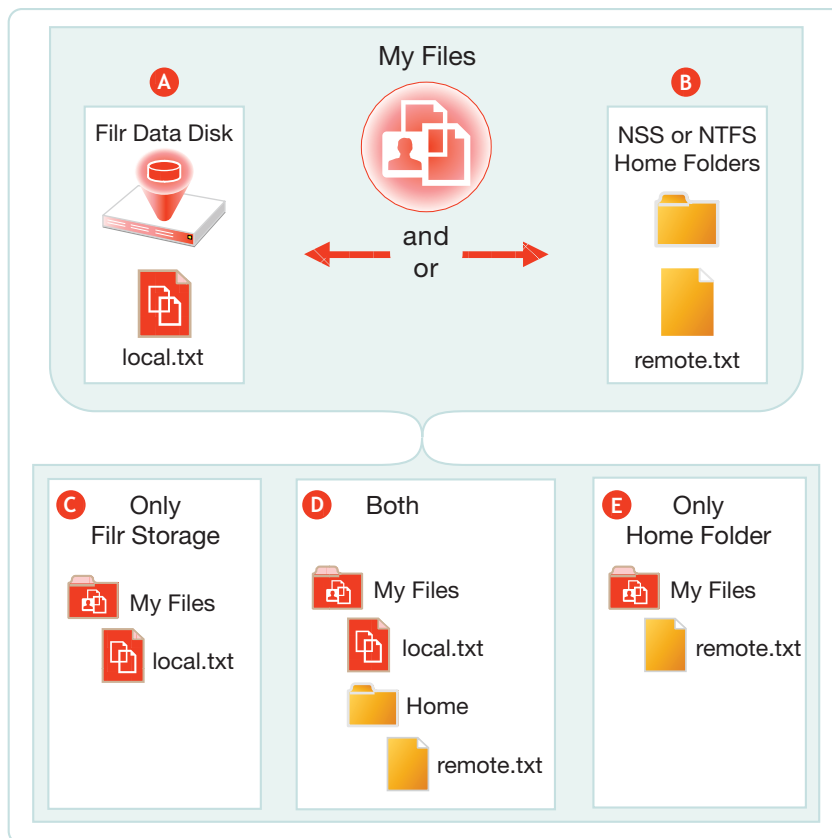 My Files
A
Filr Data Disk
local.txt
and
or
B
NSS or NTFS
Home Folders
remote.txt
C
Only
Filr Storage
My Files
local.txt
D
Both
My Files
local.txt
Home
remote.txt
E
Only
Home Folder
My Files
remote.txt